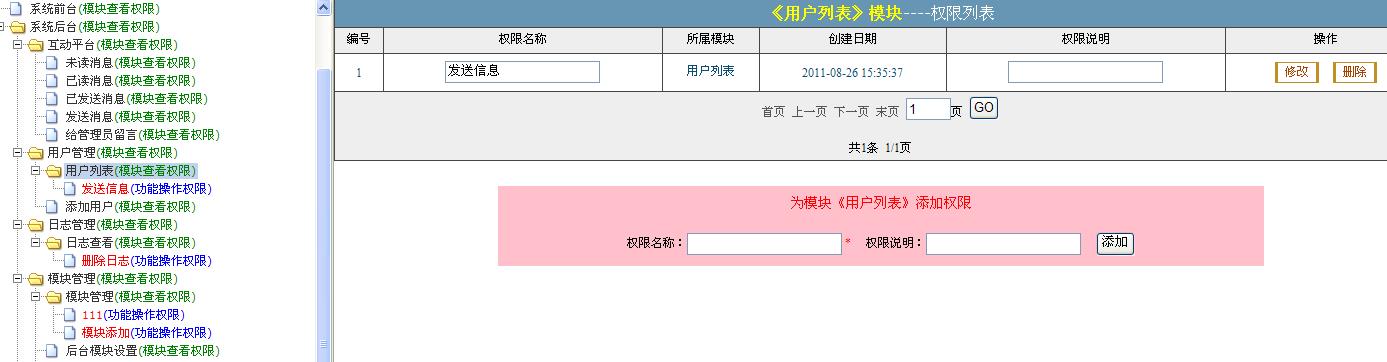 系统前台(模块查看权限)
系统后台(模块查看权限)
互动平台(模块查看权限)
未读消息(模块查看权限)
已读消息(模块查看权限)
已发送消息(模块查看权限)
发送消息(模块查看权限)
给管理员留言(模块查看权限)
用户管理(模块查看权限)
用户列表(模块查看权限)
发送信息(功能操作权限)
添加用户(模块查看权限)
日志管理(模块查看权限)
日志查看(模块查看权限)
删除日志(功能操作权限)
模块管理(模块查看权限)
模块管理(模块查看权限)
111(功能操作权限)
模块添加(功能操作权限)
后台模块设置(模块查看权限)
《用户列表》模块----权限列表
编号 权限名称 所属模块 创建日期 权限说明 操作
1 发送信息 用户列表 2011-08-26 15:35:37 修改 删除
首页 上一页 下一页 末页 1 页 GO
共1条 1/1页
为模块《用户列表》添加权限
权限名称： * 权限说明： 添加